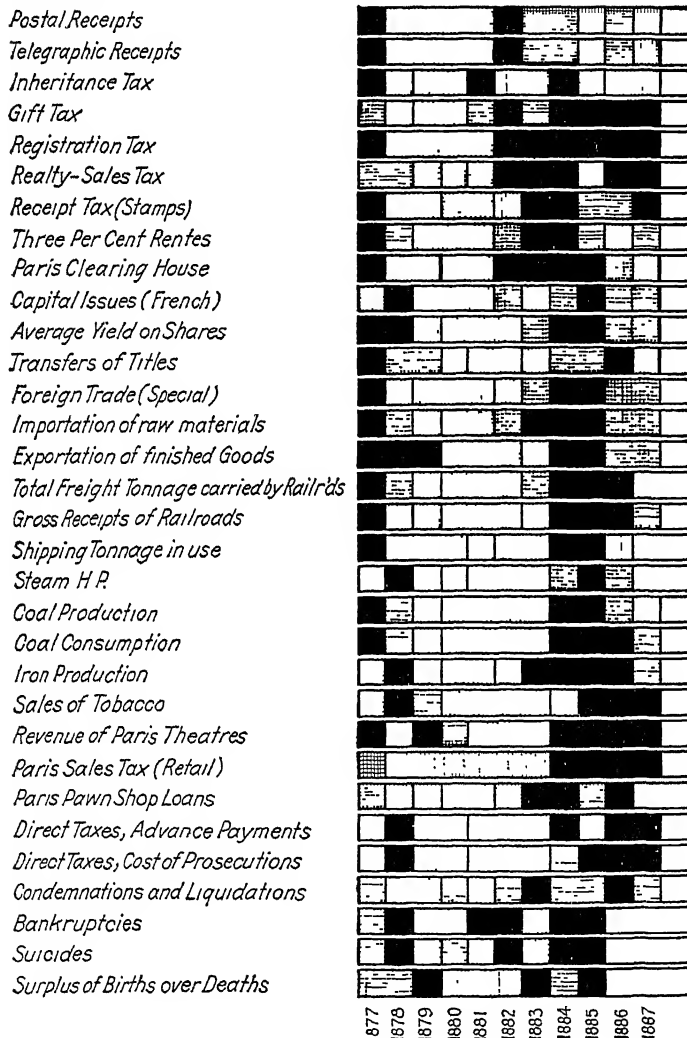 Postal Receipts
Telegraphic Receipts
Inheritance Tax
Gift Tax
Registration Tax
Realty-Sales Tax
Receipt Tax (Stamps)
Three Per Cent Rentes
Paris Clearing House
Capital Issues (French)
Average Yield on Shares
Transfers of Titles
Foreign Trade (Special)
Importation of raw materials
Exportation of finished Goods
Total Freight Tonnage carried by Railr'ds
Gross Receipts of Railroads
Shipping Tonnage in use
Steam H P.
Coal Production
Coal Consumption
Iron Production
Sales of Tobacco
Revenue of Paris Theatres
Paris Sales Tax (Retail)
Paris Pawn Shop Loans
Direct Taxes, Advance Payments
Direct Taxes, Cost of Prosecutions
Condemnations and Liquidations
Bankruptcies
Suicides
Surplus of Births over Deaths
877 1878 1879 1880 1881 1882 1883 1884 1885 1886 1887